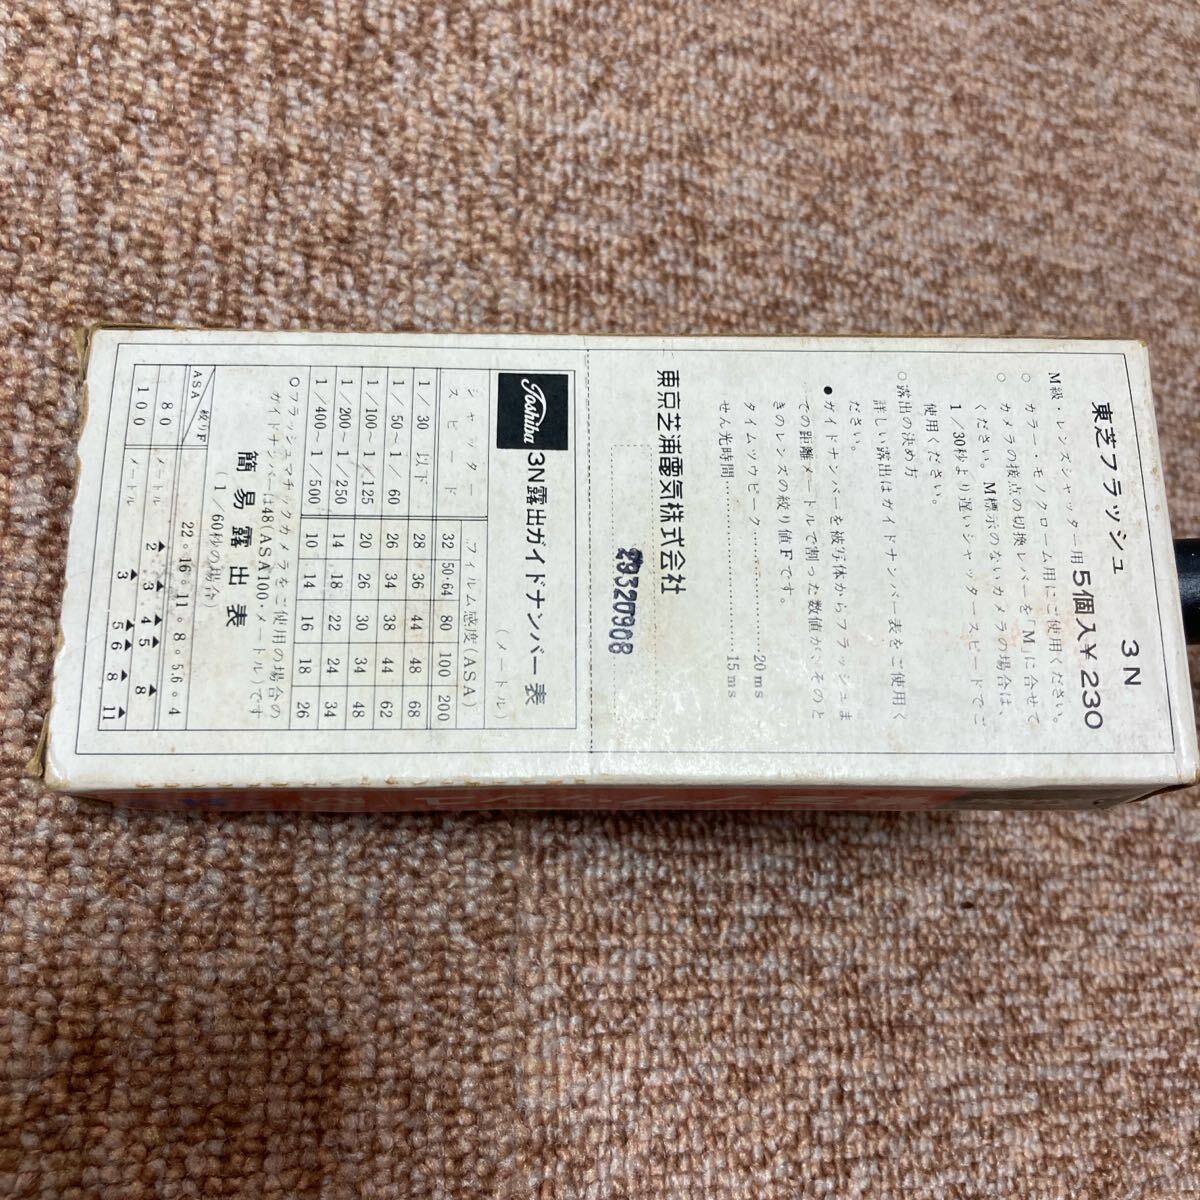 東芝フラッシュ 3N
M級・レンズシャッター用 5個入¥230
○カラー・モノクローム用にご使用ください。
○カメラの接点の切換レバーを「M」に合せて
ください。M標示のないカメラの場合は、
1/30秒より遅いシャッタースピードでご
使用ください。
○露出の決め方
詳しい露出はガイドナンバー表をご使用く
ださい。
●ガイドナンバーを被写体からフラッシュま
での距離メートルで割った数値が、そのと
きのレンズの絞り値Fです。
タイムツウピーク………20ms
せん光時間………………15ms
東京芝浦電気株式会社
29320908
Toshiba 3N露出ガイドナンバー表
(メートル)
シャッタースピード フィルム感度(ASA)
32 50・64 80 100 200
1/30以下 28 36 44 48 68
1/50~1/60 26 34 38 44 62
1/100~1/125 20 26 30 34 48
1/200~1/250 14 18 22 24 34
1/400~1/500 10 14 16 18 26
○フラッシュマチックカメラをご使用の場合の
ガイドナンバーは48(ASA100・メートル)です
簡易露出表
(1/60秒の場合)
ASA 絞りF 22。16。11。8。5.6。4
80 メートル 2 3 4 5 8
100 メートル 3 5 6 8 11